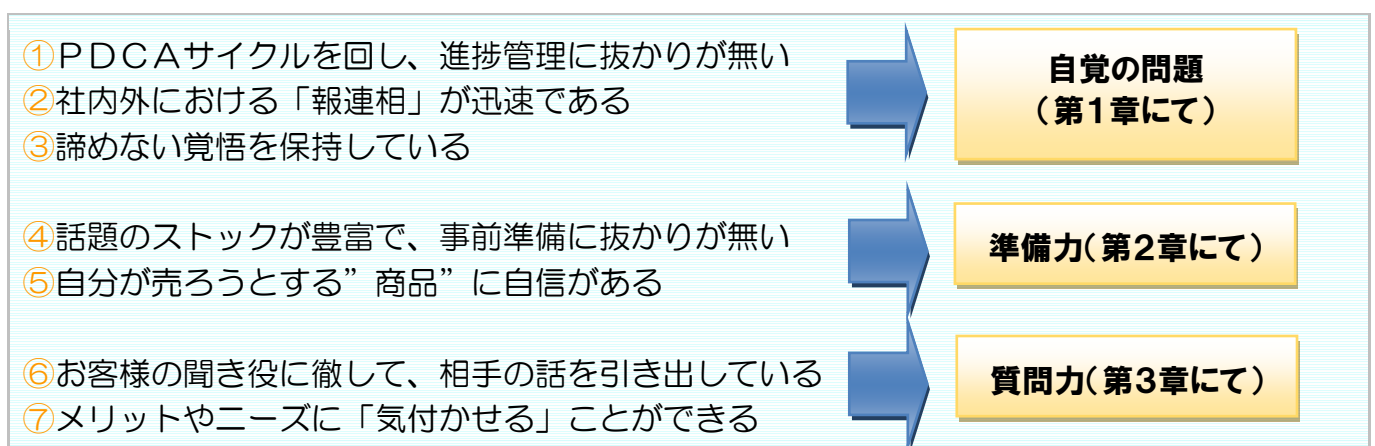 ①ＰＤＣＡサイクルを回し、進捗管理に抜かりが無い
②社内外における「報連相」が迅速である
③諦めない覚悟を保持している
自覚の問題
（第１章にて）
④話題のストックが豊富で、事前準備に抜かりが無い
⑤自分が売ろうとする”商品”に自信がある
準備力（第２章にて）
⑥お客様の聞き役に徹して、相手の話を引き出している
⑦メリットやニーズに「気付かせる」ことができる
質問力（第３章にて）